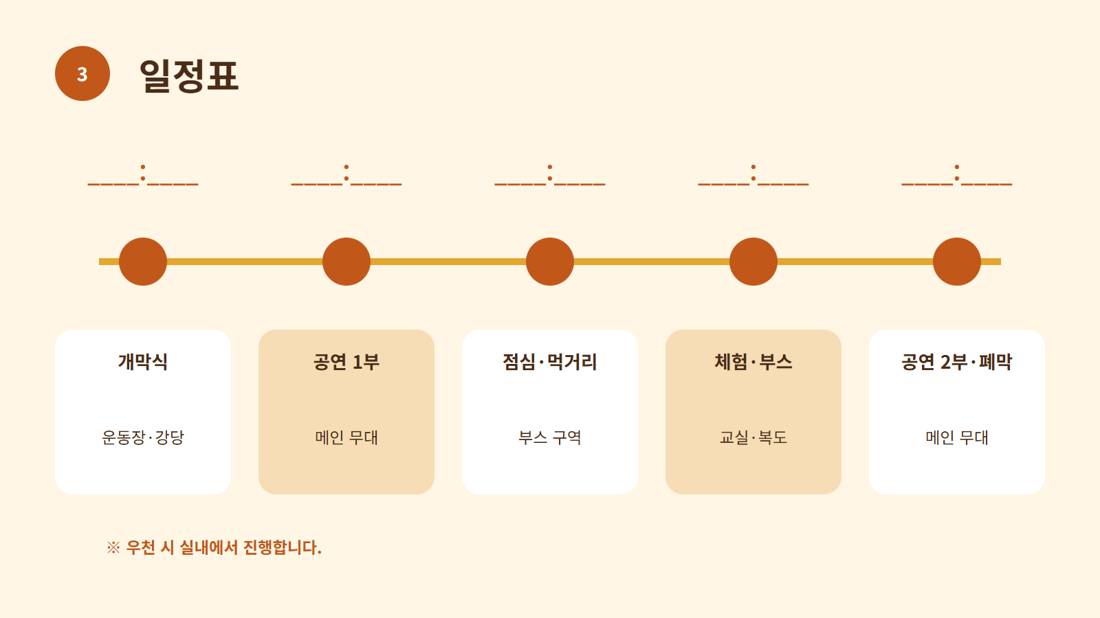 3
일정표
____:____
____:____
____:____
____:____
____:____
개막식
운동장·강당
공연 1부
메인 무대
점심·먹거리
부스 구역
체험·부스
교실·복도
공연 2부·폐막
메인 무대
※ 우천 시 실내에서 진행합니다.